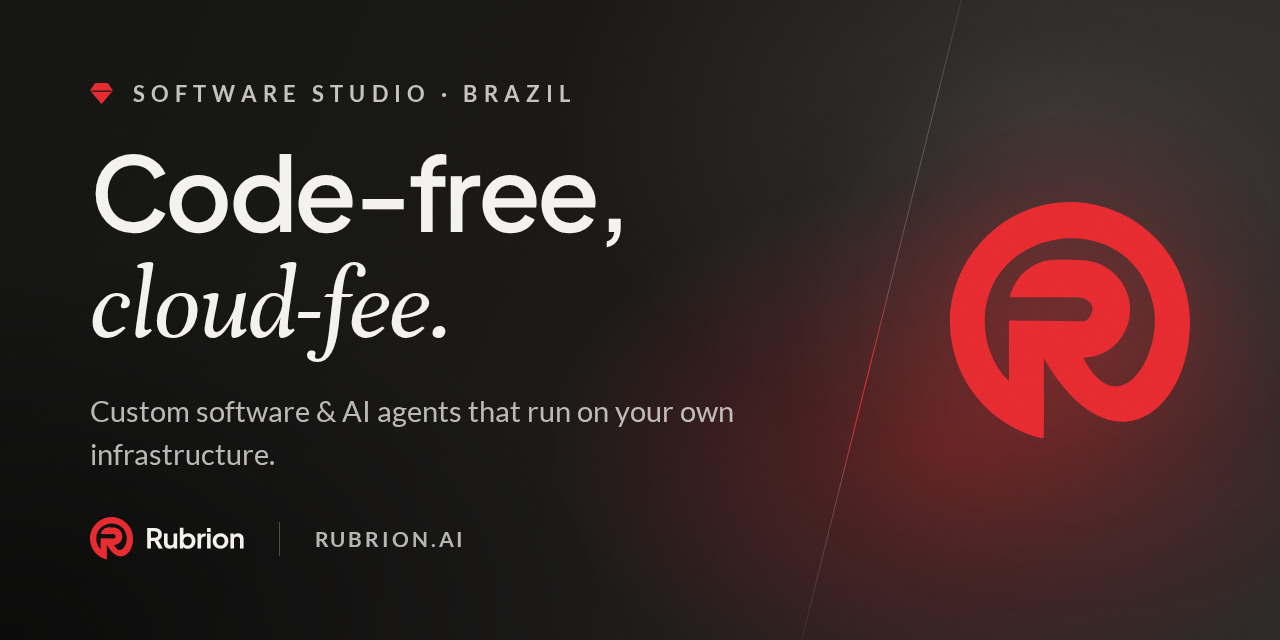 SOFTWARE STUDIO · BRAZIL
Code-free,
cloud-fee.
Custom software & AI agents that run on your own
infrastructure.
Rubrion
RUBRION.AI